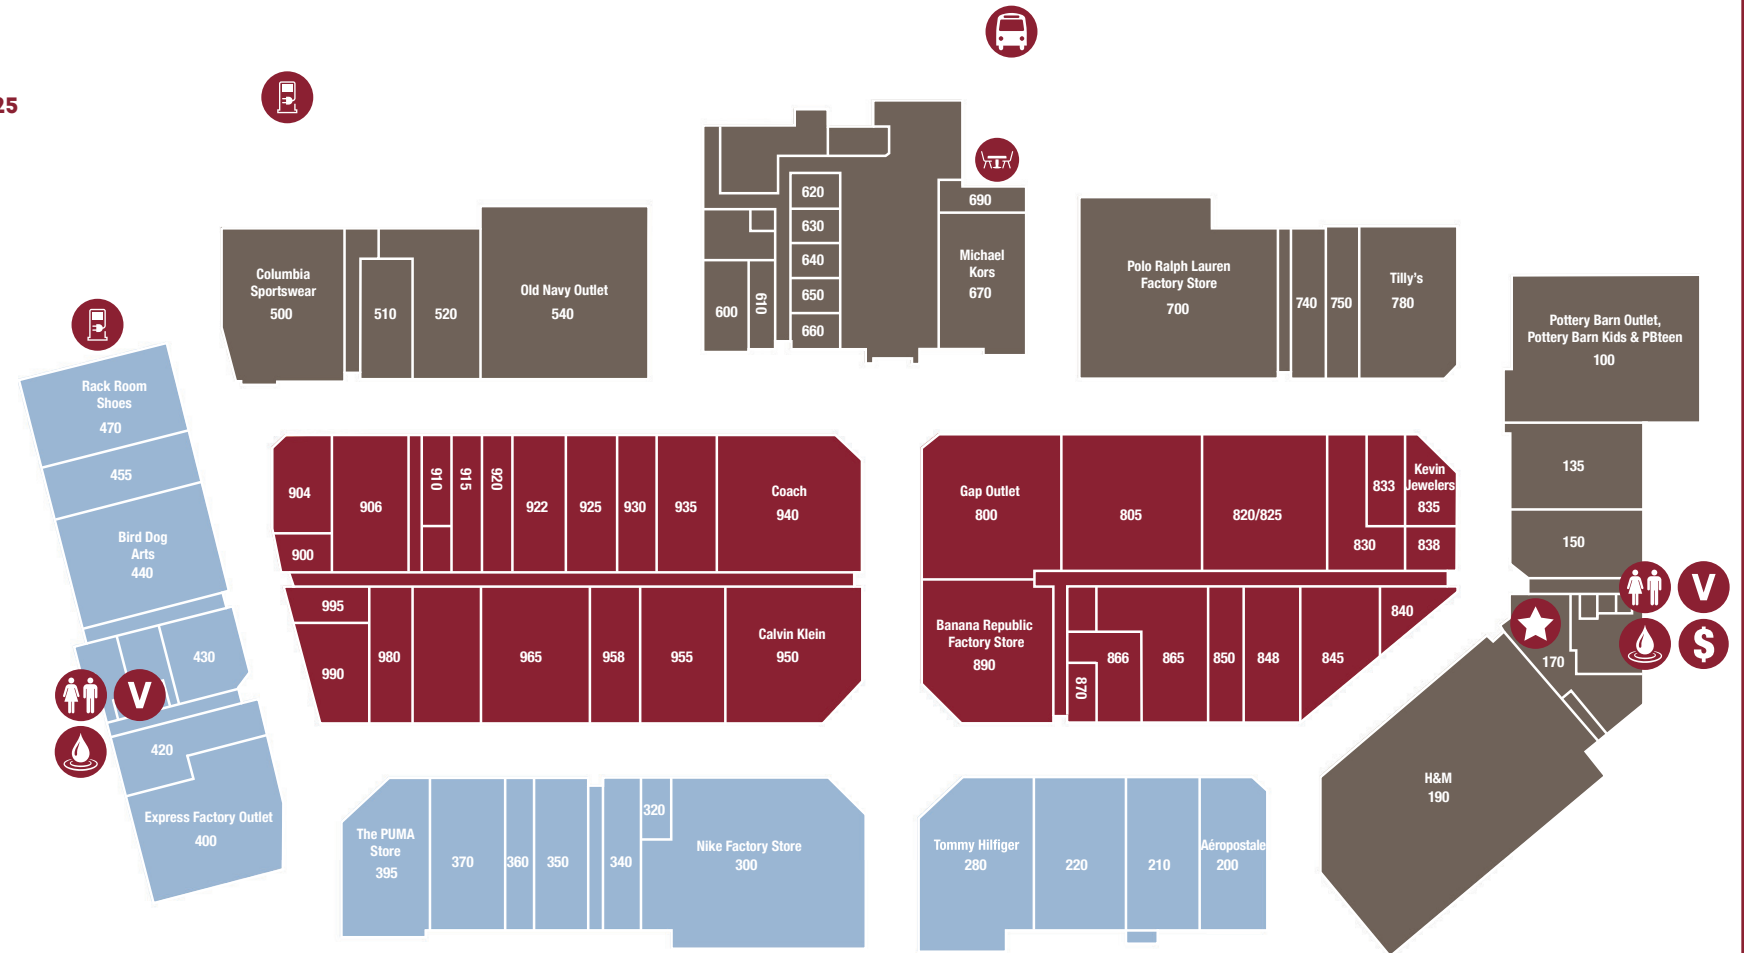 25
620
630
640
650
660
690
Michael
Kors
670
600
610
Columbia
Sportswear
500
510
520
Old Navy Outlet
540
Polo Ralph Lauren
Factory Store
700
740
750
Tilly's
780
Pottery Barn Outlet,
Pottery Barn Kids & PBteen
100
135
150
170
V
$
H&M
190
Rack Room
Shoes
470
455
Bird Dog
Arts
440
430
V
420
Express Factory Outlet
400
904
900
906
910
915
920
922
925
930
935
Coach
940
995
990
980
965
958
955
Calvin Klein
950
Gap Outlet
800
805
820/825
830
833
Kevin
Jewelers
835
838
Banana Republic
Factory Store
890
870
866
865
850
848
845
840
The PUMA
Store
395
370
360
350
340
320
Nike Factory Store
300
Tommy Hilfiger
280
220
210
Aéropostale
200